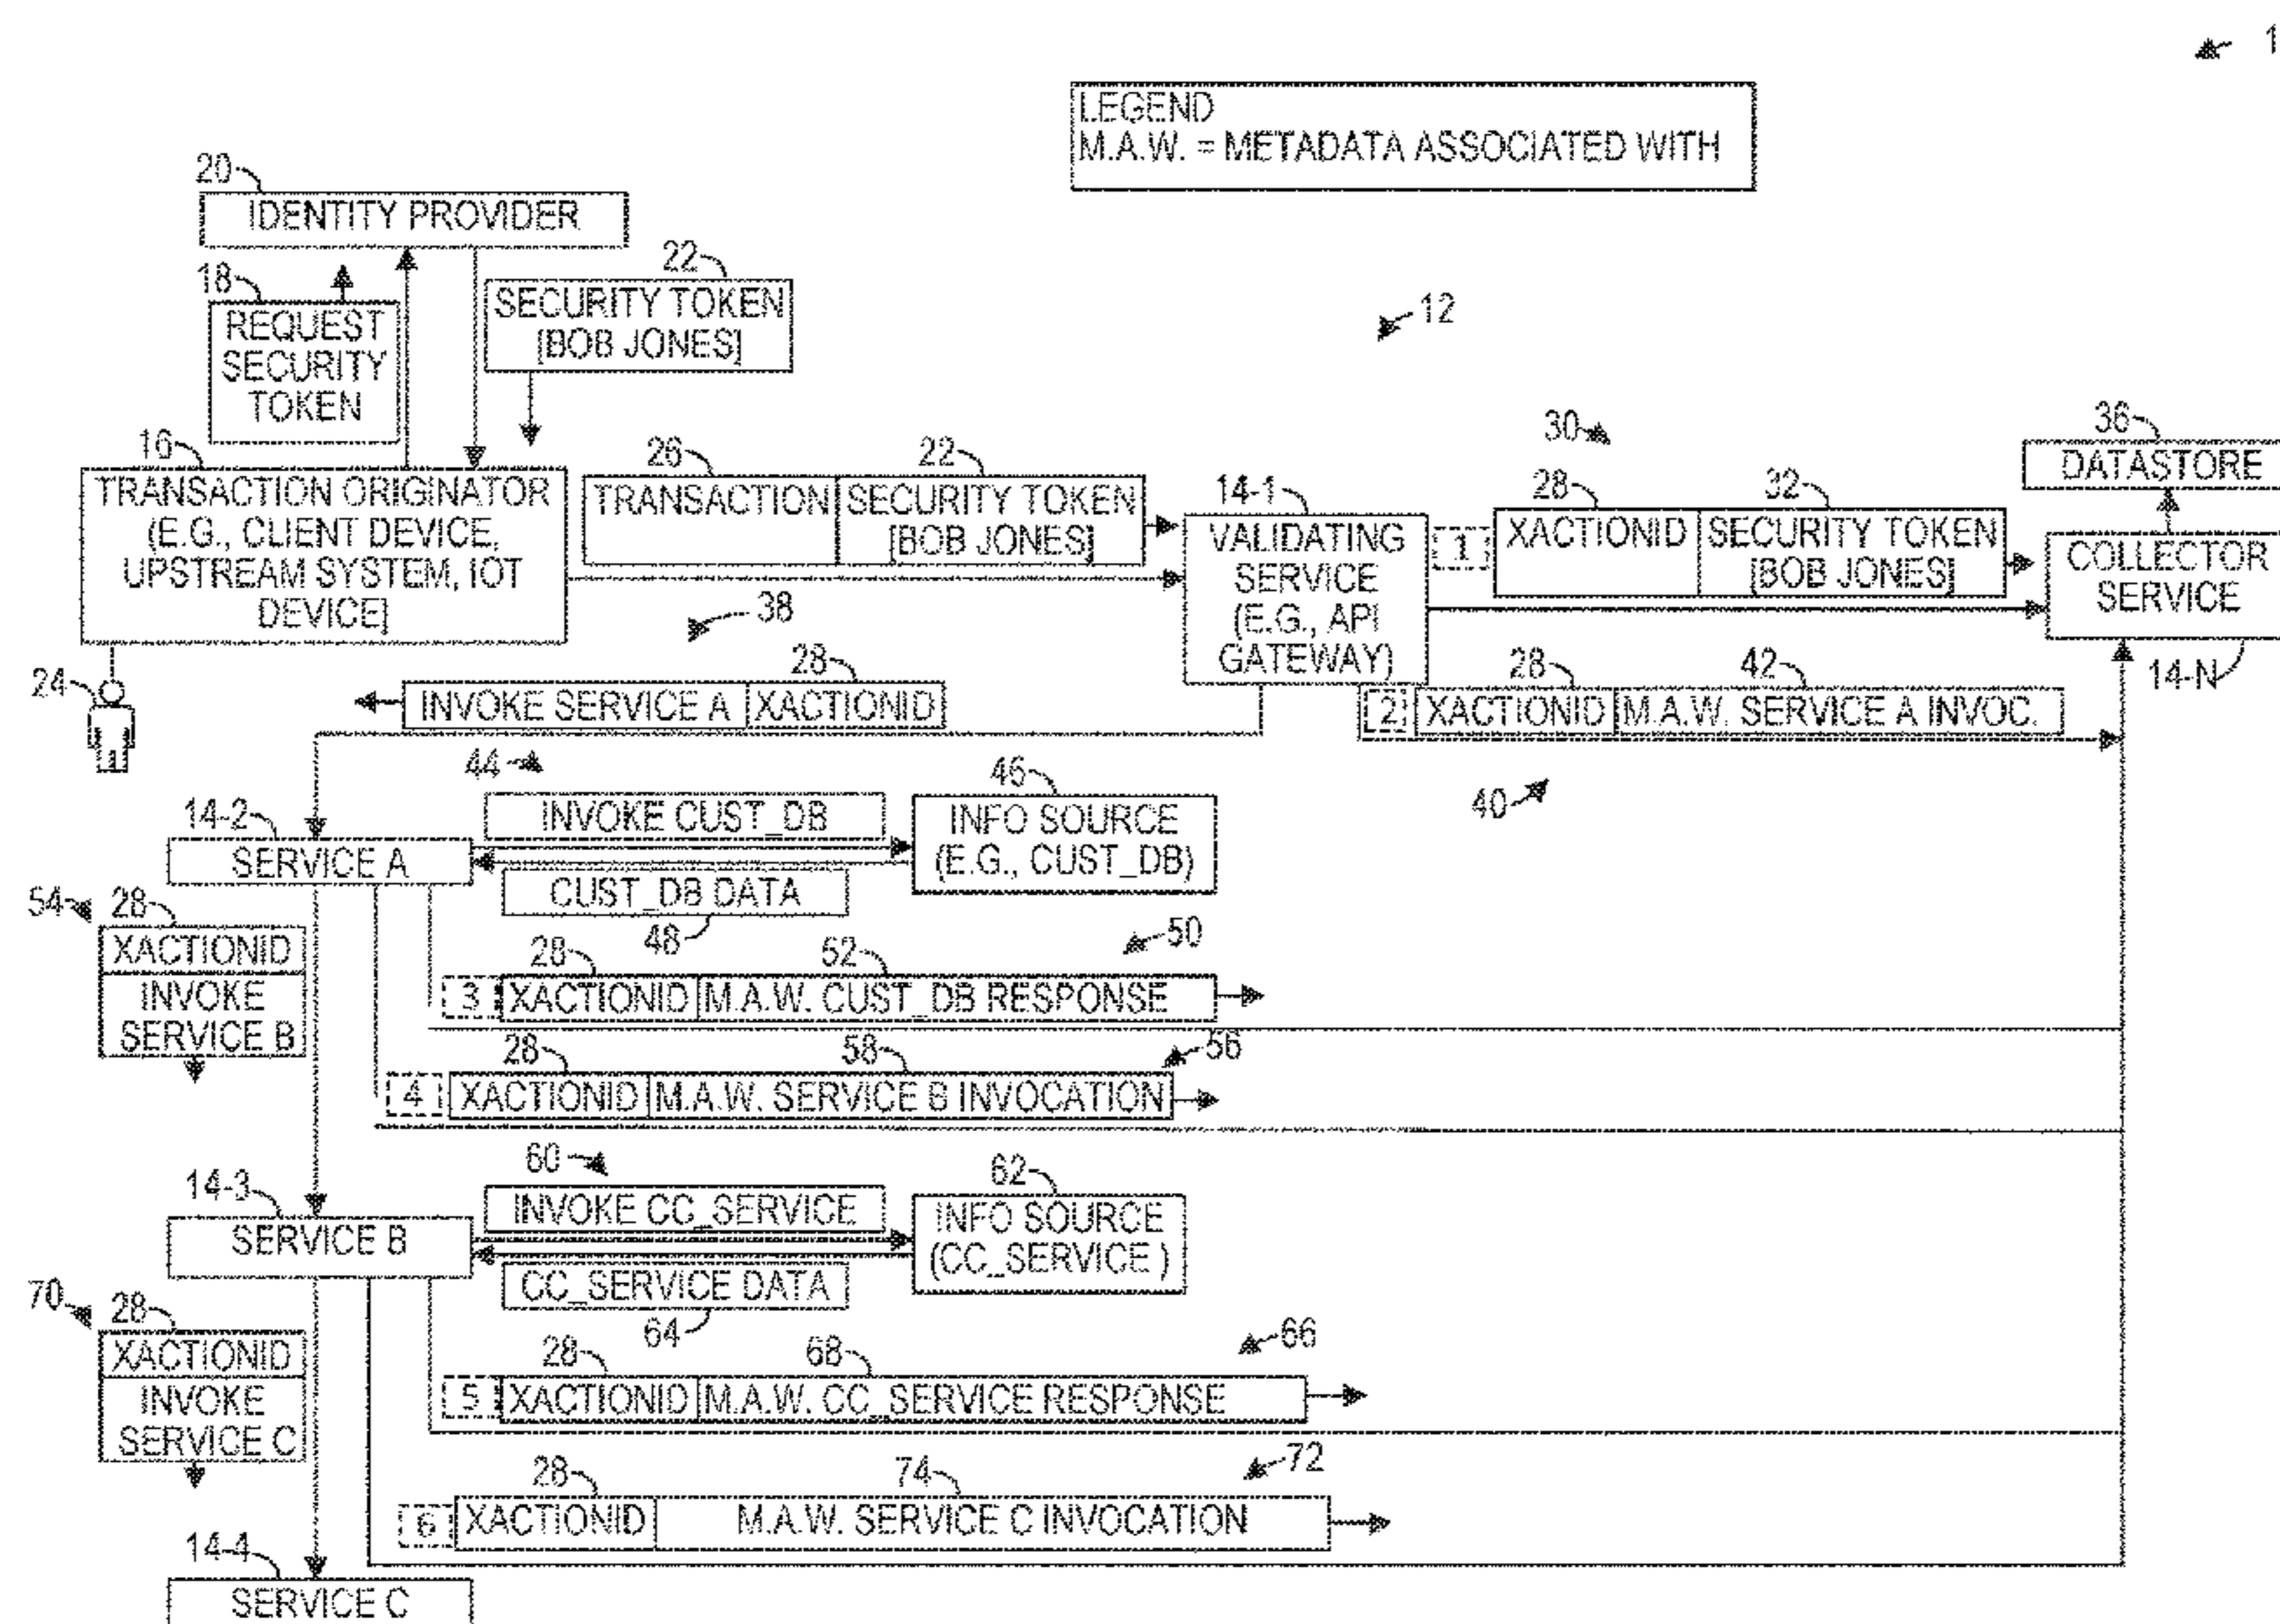 1
LEGEND
M.A.W. = METADATA ASSOCIATED WITH
20
IDENTITY PROVIDER
18
REQUEST
SECURITY
TOKEN
22
SECURITY TOKEN
[BOB JONES]
12
16
TRANSACTION ORIGINATOR
(E.G., CLIENT DEVICE,
UPSTREAM SYSTEM, IOT
DEVICE]
24
26
TRANSACTION
22
SECURITY TOKEN
[BOB JONES]
14-1
VALIDATING
SERVICE
(E.G., API
GATEWAY)
30
1
28
XACTIONID
32
SECURITY TOKEN
[BOB JONES]
36
DATASTORE
COLLECTOR
SERVICE
14-N
38
28
INVOKE SERVICE A XACTIONID
28
42
2 XACTIONID M.A.W. SERVICE A INVOC.
40
44
14-2
SERVICE A
INVOKE CUST_DB
46
INFO SOURCE
(E.G., CUST_DB)
CUST_DB DATA
48
54
28
XACTIONID
INVOKE
SERVICE B
50
28
52
3 XACTIONID M.A.W. CUST_DB RESPONSE
56
28
58
4 XACTIONID M.A.W. SERVICE B INVOCATION
60
14-3
SERVICE B
INVOKE CC_SERVICE
62
INFO SOURCE
(CC_SERVICE )
CC_SERVICE DATA
64
70
28
XACTIONID
INVOKE
SERVICE C
66
28
68
5 XACTIONID M.A.W. CC_SERVICE RESPONSE
72
28
74
6 XACTIONID M.A.W. SERVICE C INVOCATION
14-4
SERVICE C